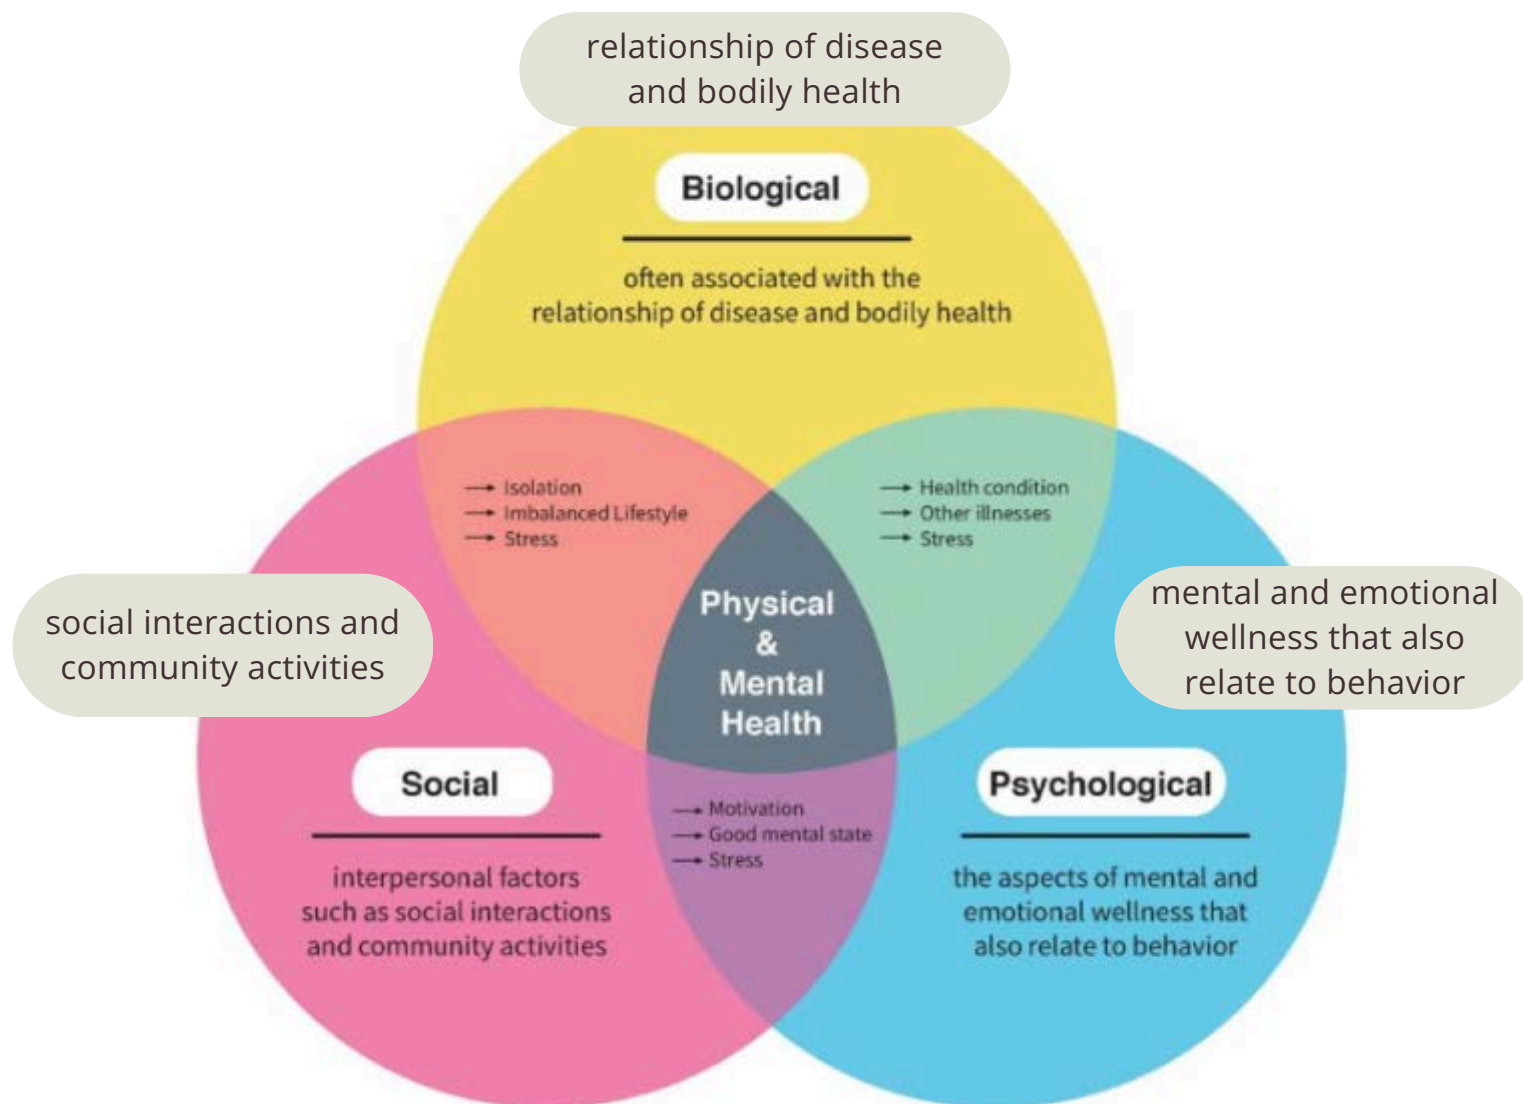 relationship of disease
and bodily health
Biological
often associated with the
relationship of disease and bodily health
→ Isolation
→ Imbalanced Lifestyle
→ Stress
→ Health condition
→ Other illnesses
→ Stress
social interactions and
community activities
Physical
&
Mental
Health
mental and emotional
wellness that also
relate to behavior
Social
interpersonal factors
such as social interactions
and community activities
→ Motivation
→ Good mental state
→ Stress
Psychological
the aspects of mental and
emotional wellness that
also relate to behavior